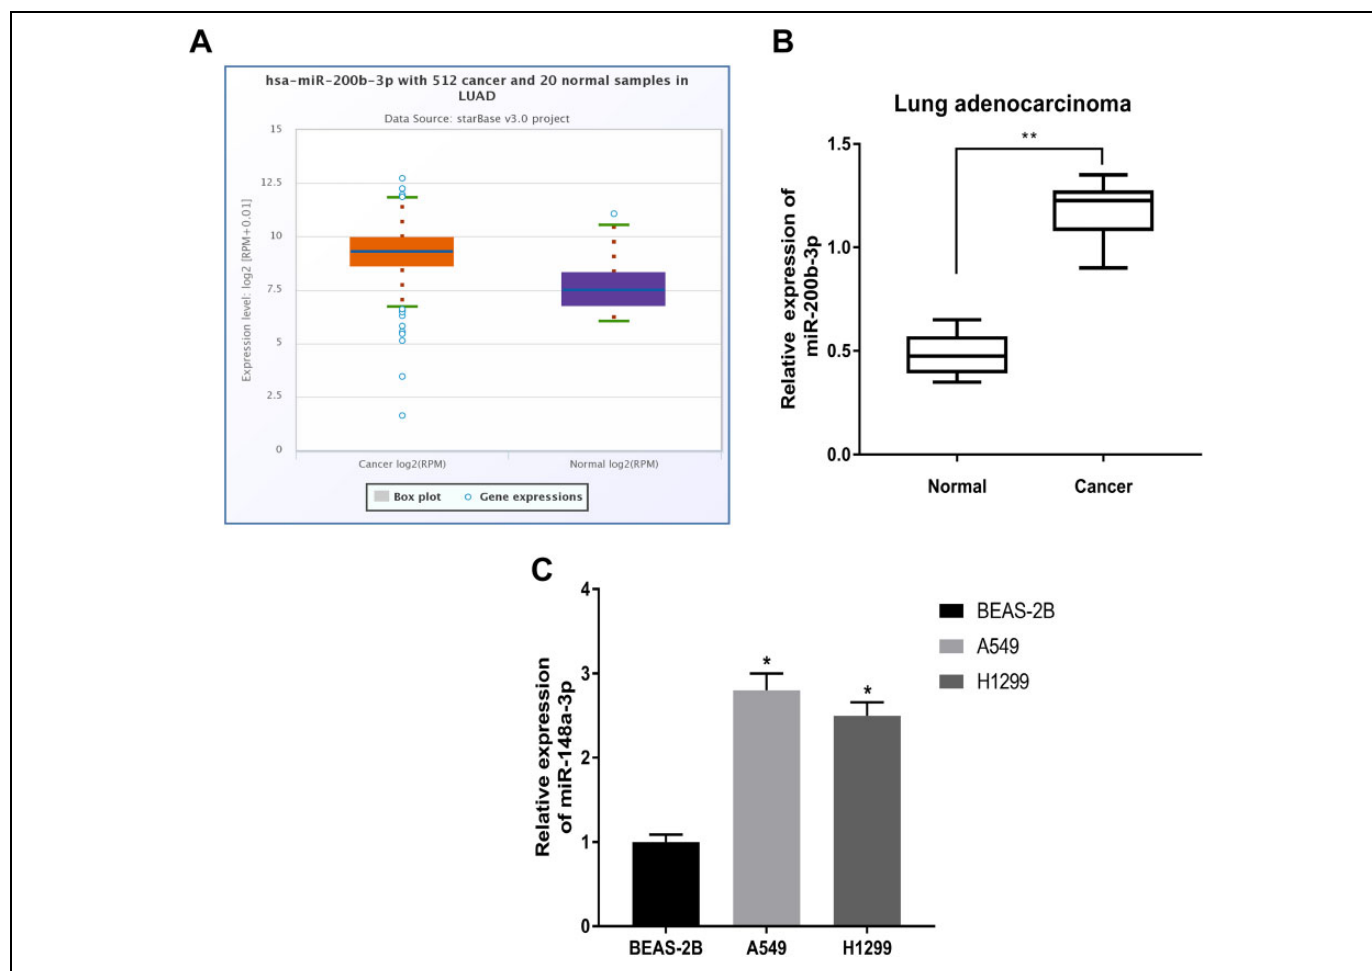 A
hsa-miR-200b-3p with 512 cancer and 20 normal samples in
LUAD
Data Source: starBase v3.0 project
Expression level: log2 [RPM+0.01]
15
12.5
10
7.5
5
2.5
0
Cancer log2(RPM)
Normal log2(RPM)
Box plot
Gene expressions
B
Lung adenocarcinoma
Relative expression of
miR-200b-3p
1.5
1.0
0.5
0.0
**
Normal
Cancer
C
Relative expression
of miR-148a-3p
4
3
2
1
0
*
*
BEAS-2B
A549
H1299
BEAS-2B
A549
H1299